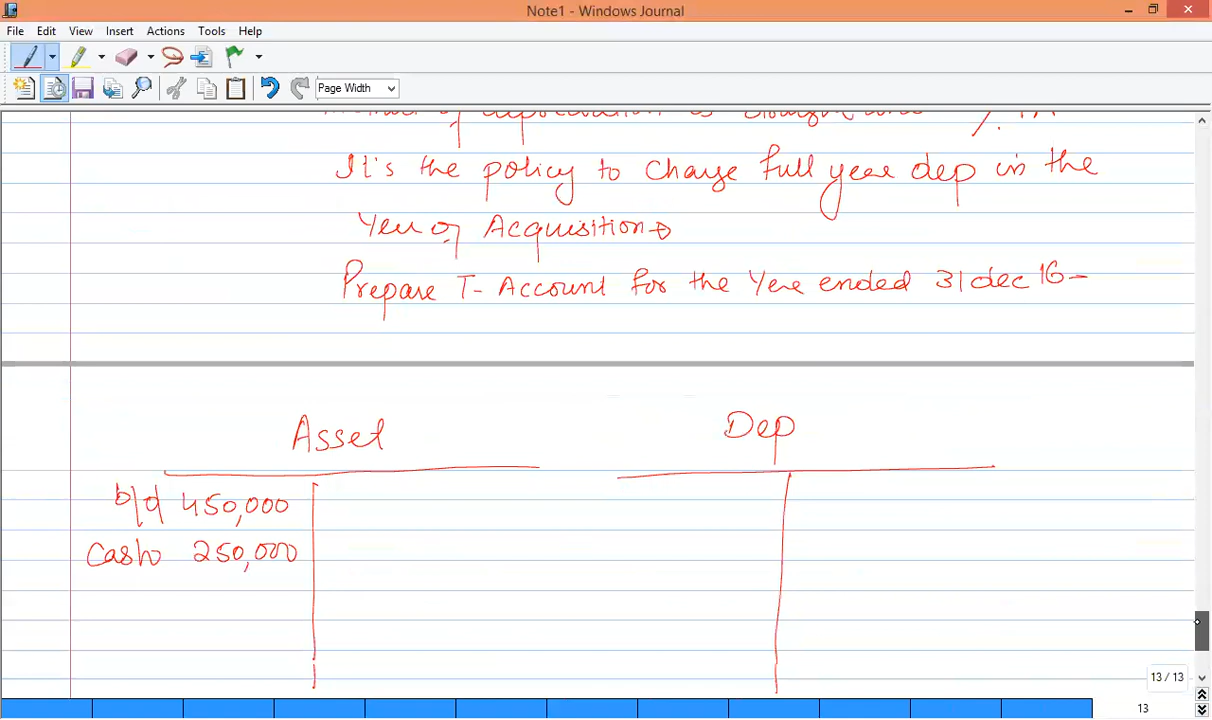 Note1 - Windows Journal
File Edit View Insert Actions Tools Help
Page Width
depreciation is
It's the policy to Charge full year dep in the
Year of Acquisition
Prepare T- Account for the Year ended 31 dec 16 -
Asset
Dep
b/d 450,000
Cash 250,000
13 / 13
13